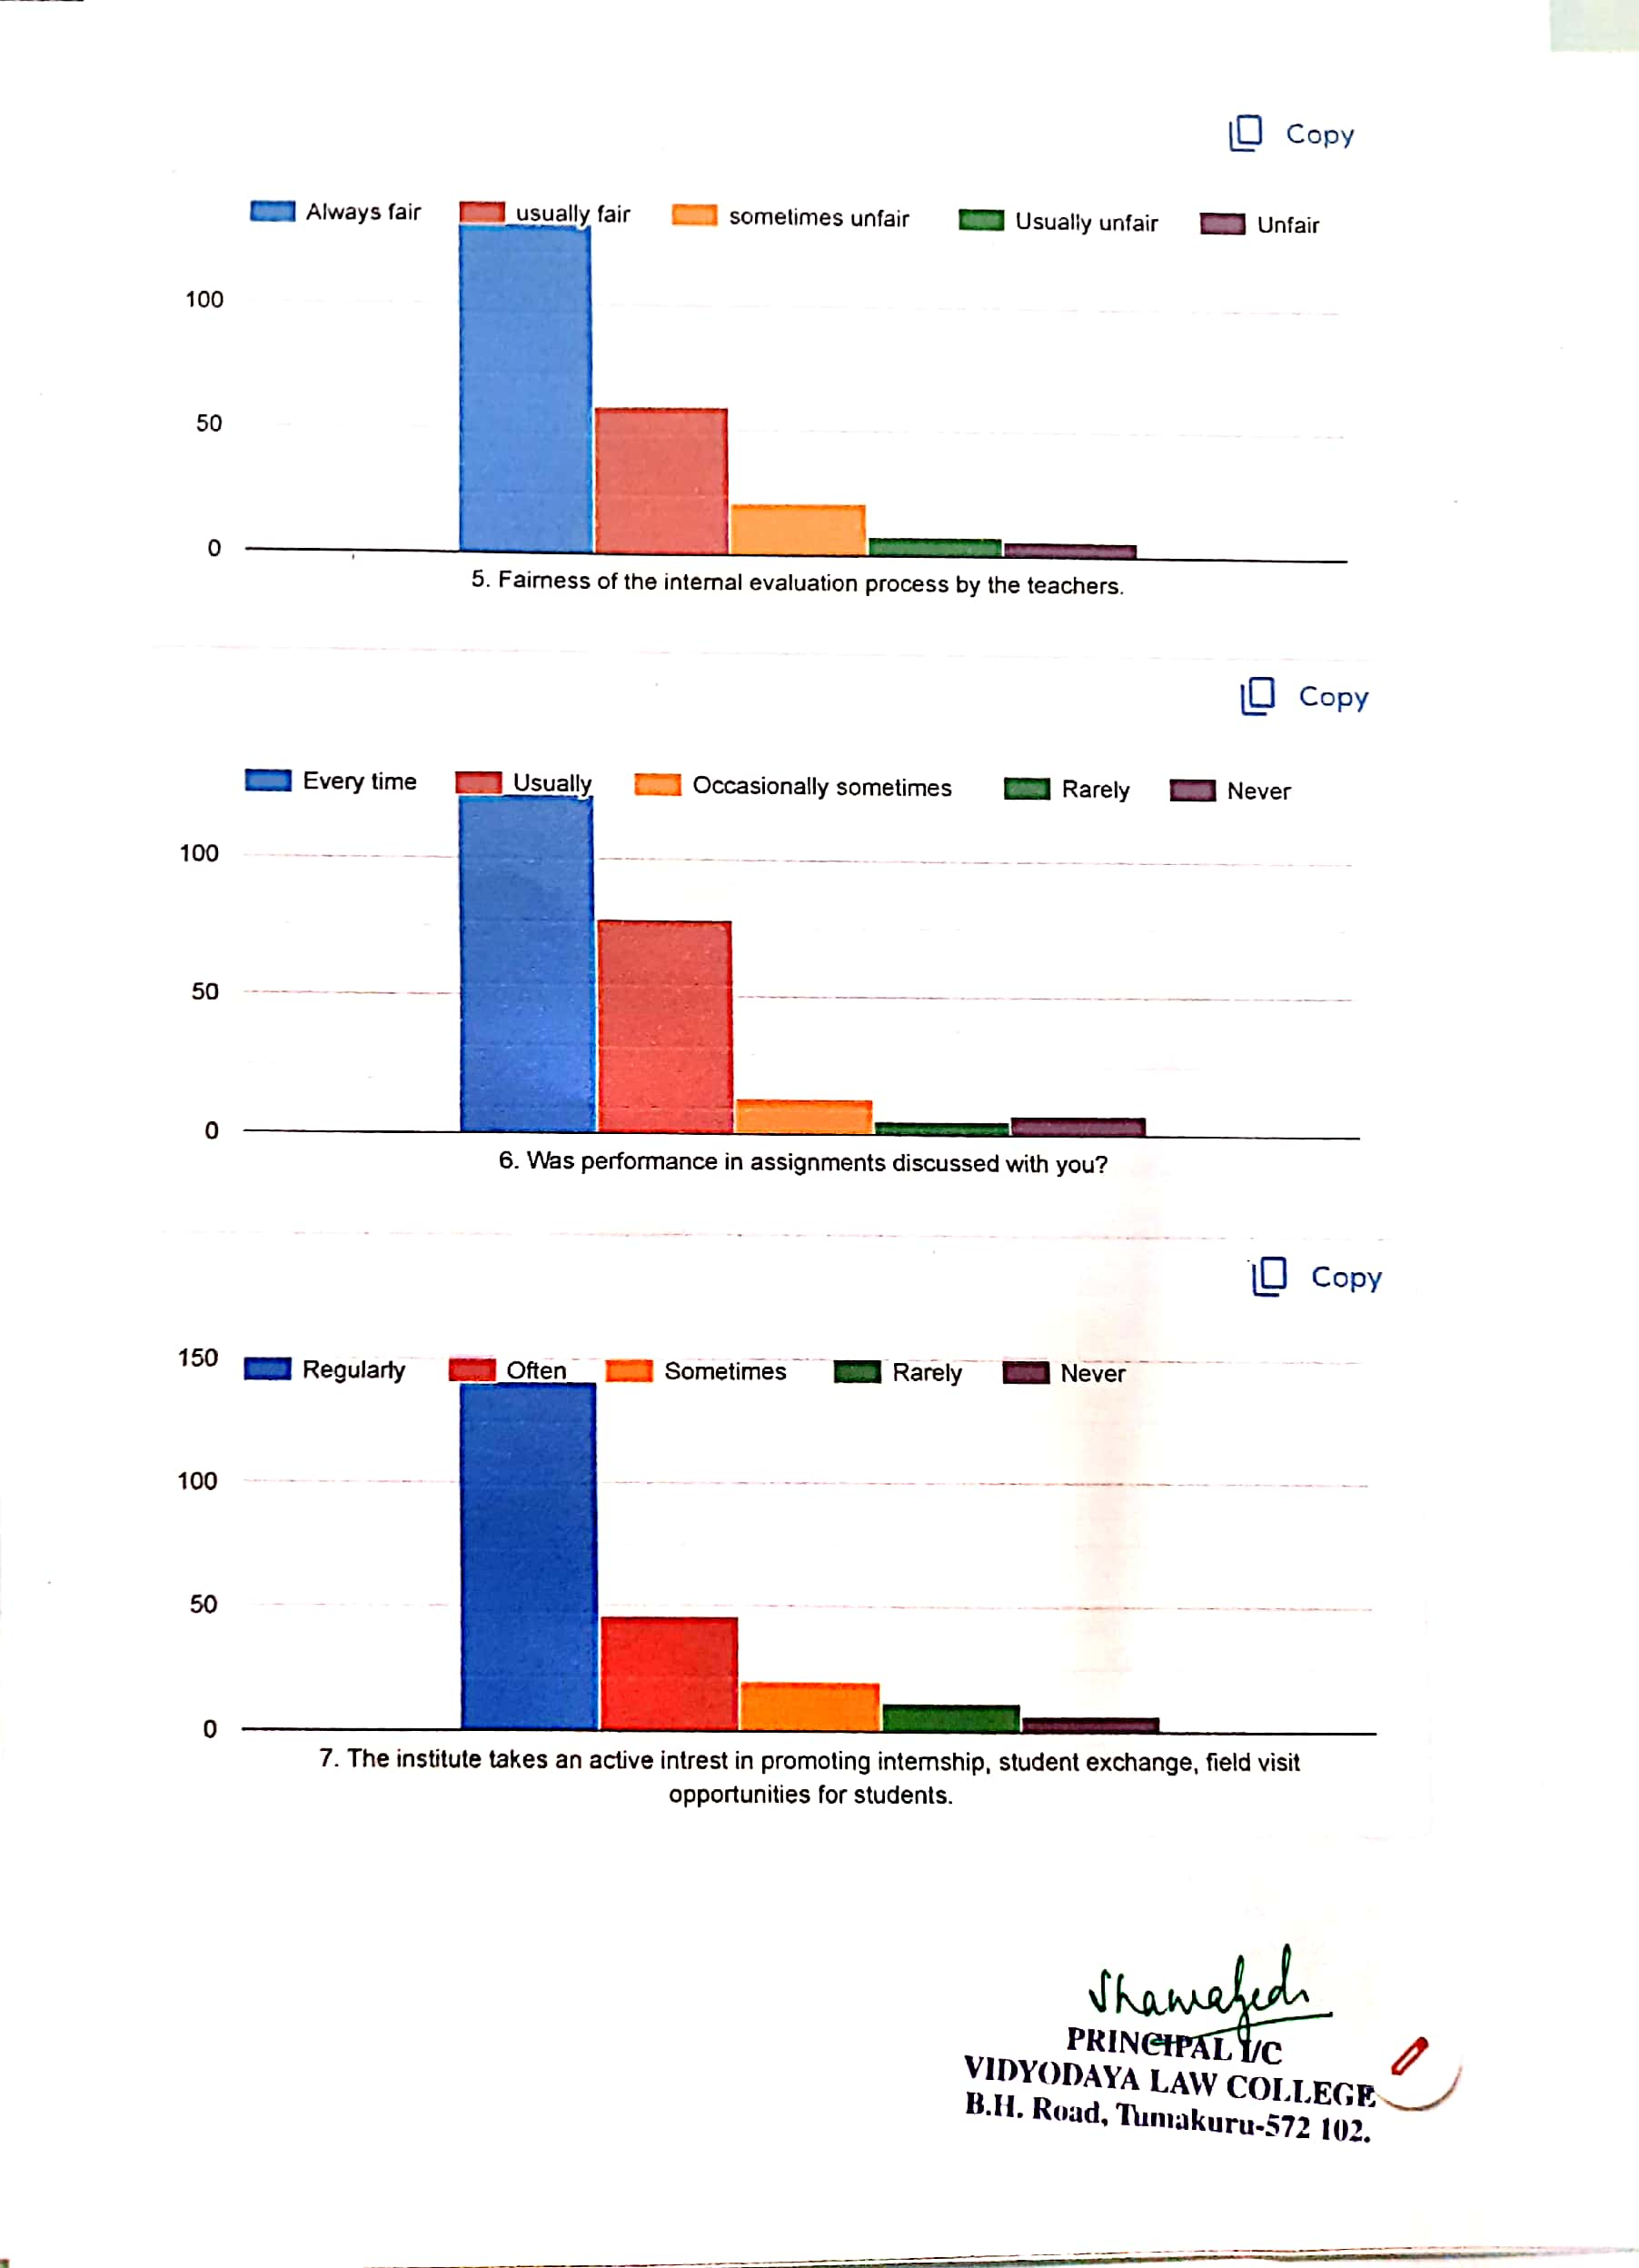 Copy
Always fair usually fair sometimes unfair Usually unfair Unfair
100
50
0
5. Fairness of the internal evaluation process by the teachers.
Copy
Every time Usually Occasionally sometimes Rarely Never
100
50
0
6. Was performance in assignments discussed with you?
Copy
150 Regularly Often Sometimes Rarely Never
100
50
0
7. The institute takes an active intrest in promoting internship, student exchange, field visit
opportunities for students.
PRINCIPAL I/C
VIDYODAYA LAW COLLEGE
B.H. Road, Tumakuru-572 102.